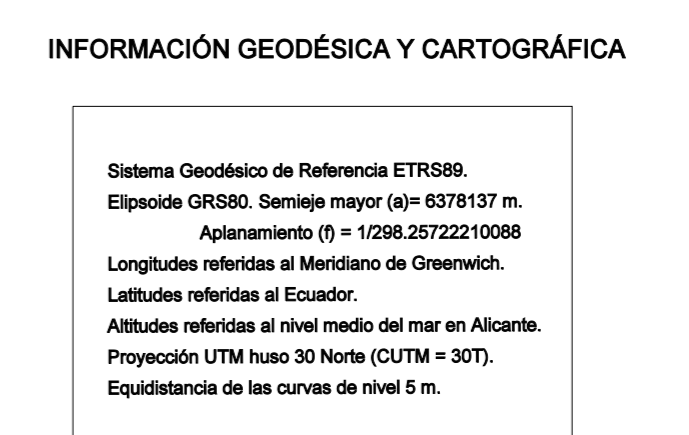 INFORMACIÓN GEODÉSICA Y CARTOGRÁFICA
Sistema Geodésico de Referencia ETRS89.
Elipsoide GRS80. Semieje mayor (a)= 6378137 m.
Aplanamiento (f) = 1/298.25722210088
Longitudes referidas al Meridiano de Greenwich.
Latitudes referidas al Ecuador.
Altitudes referidas al nivel medio del mar en Alicante.
Proyección UTM huso 30 Norte (CUTM = 30T).
Equidistancia de las curvas de nivel 5 m.